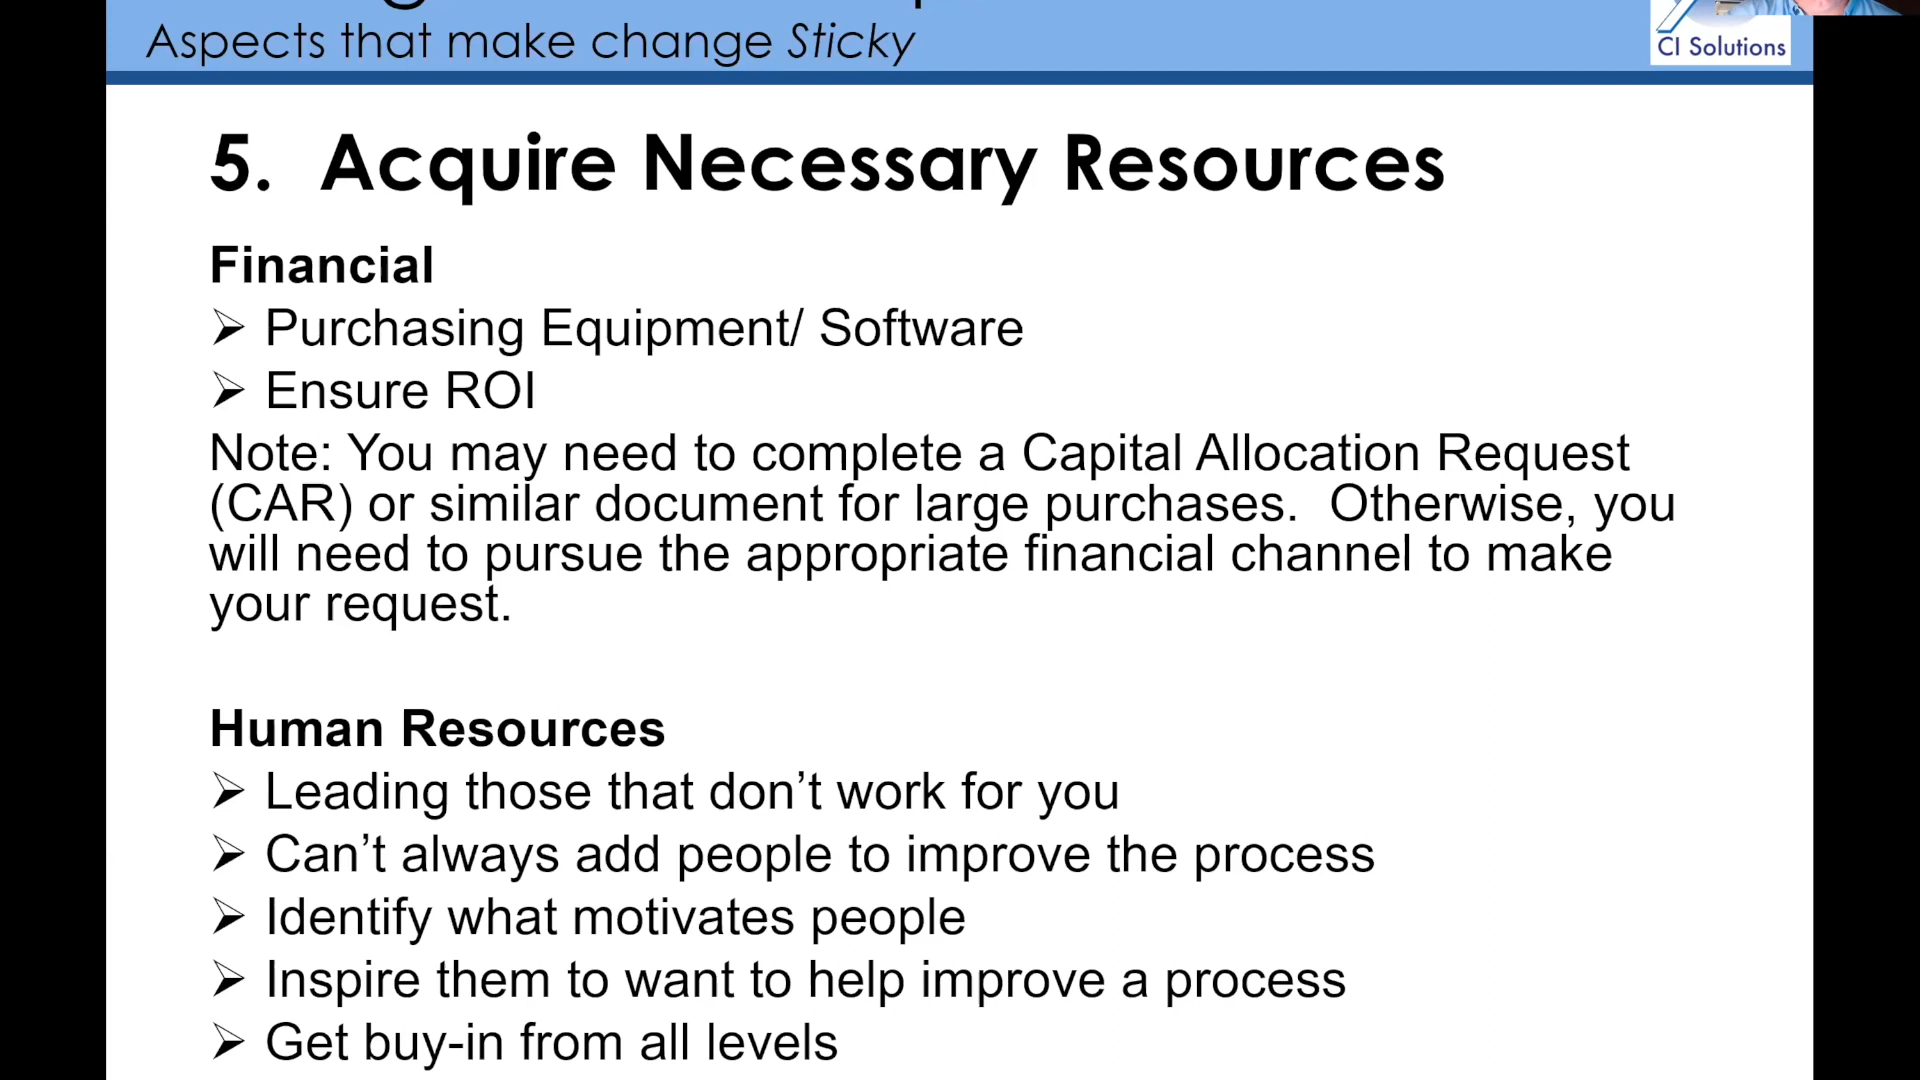 Aspects that make change Sticky
CI Solutions
5. Acquire Necessary Resources
Financial
➢ Purchasing Equipment/ Software
➢ Ensure ROI
Note: You may need to complete a Capital Allocation Request
(CAR) or similar document for large purchases.  Otherwise, you
will need to pursue the appropriate financial channel to make
your request.
Human Resources
➢ Leading those that don’t work for you
➢ Can’t always add people to improve the process
➢ Identify what motivates people
➢ Inspire them to want to help improve a process
➢ Get buy-in from all levels